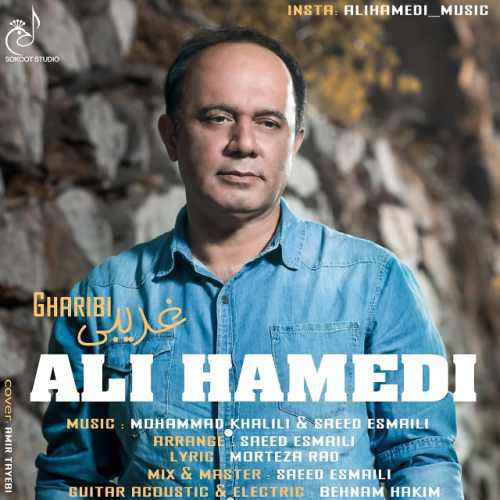 INSTA: ALIHAMEDI_MUSIC
SOKOOT STUDIO
GHARIBI
غریبی
ALI HAMEDI
MUSIC : MOHAMMAD KHALILI & SAEED ESMAILI
ARRANGE : SAEED ESMAILI
LYRIC : MORTEZA RAD
MIX & MASTER : SAEED ESMAILI
GUITAR ACOUSTIC & ELECTRIC : BEHNAM HAKIM
cover: AMIR TAYEBI